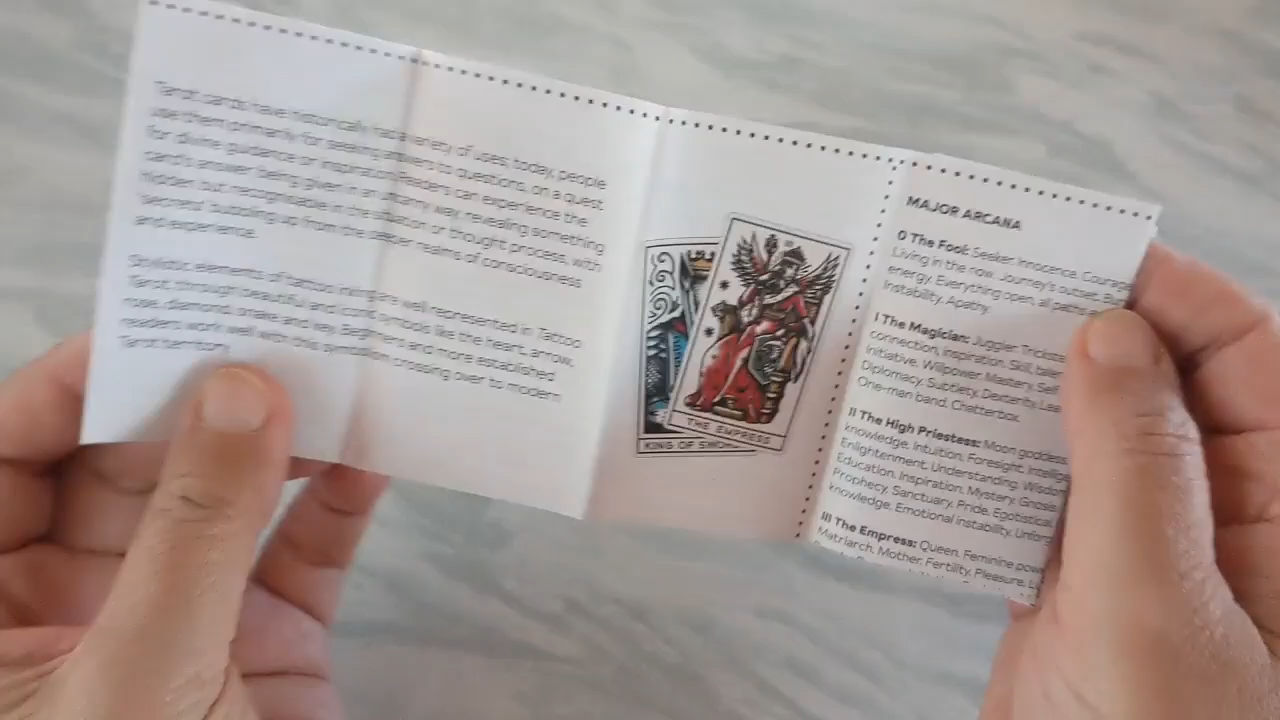 Tarot cards have historically had a variety of uses; today, people
use them primarily for seeking answers to questions, on a quest
for divine guidance or inspiration. Readers can experience the
card's answer being given in an uncanny way, revealing something
hidden but recognisable in the situation or thought process, with
'secrets' bubbling up from the deeper realms of consciousness
and experience.
Stylistic elements of tattoo are well represented in Tattoo
Tarot through beautiful and symbols like the heart, arrow,
rose, diamonds, snake and key. Beginners and more established
readers work well with this symbolism crossing over to modern
Tarot territory.
KING OF
THE EMPRESS
MAJOR ARCANA
0 The Fool: Seeker. Innocence. Courage
Living in the now. Journey's outset.
energy. Everything open, all paths
Instability. Apathy.
I The Magician: Juggler. Trickster
connection, inspiration. Skill,
Initiative. Willpower. Mastery.
Diplomacy. Subtlety. Dexterity.
One-man band. Chatterbox.
II The High Priestess: Moon goddess
knowledge. Intuition. Foresight.
Enlightenment. Understanding. Wisdom
Education. Inspiration. Mystery. Gnosis
Prophecy. Sanctuary. Pride. Egotistical
knowledge. Emotional instability.
III The Empress: Queen. Feminine power
Matriarch. Mother. Fertility. Pleasure.